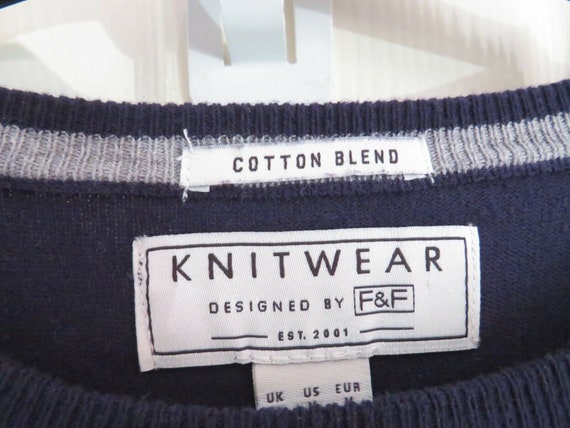 COTTON BLEND
KNITWEAR
DESIGNED BY F&F
EST. 2001
UK US EUR